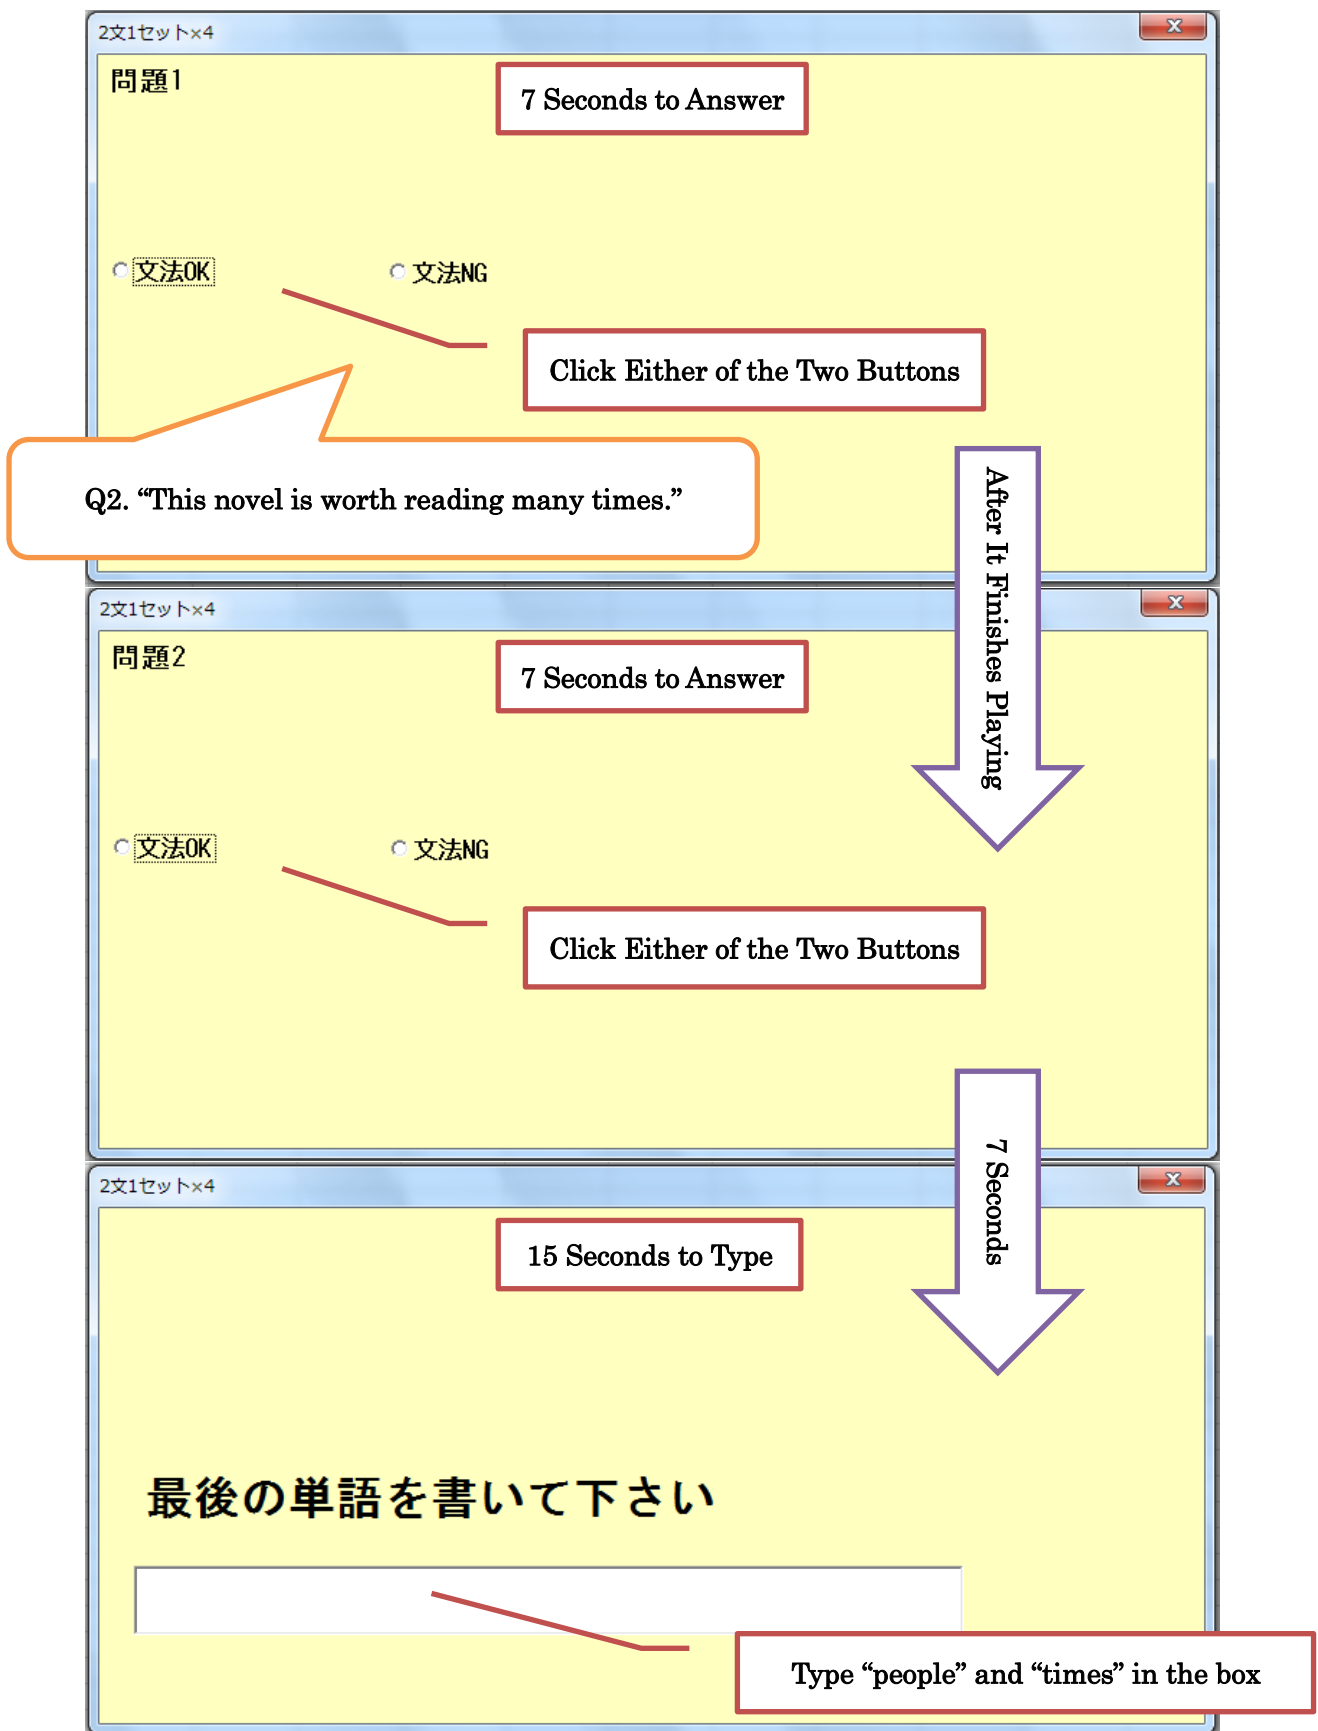 2文1セット×4
問題1
7 Seconds to Answer
文法OK
文法NG
Click Either of the Two Buttons
Q2. “This novel is worth reading many times.”
After It Finishes Playing
2文1セット×4
問題2
7 Seconds to Answer
文法OK
文法NG
Click Either of the Two Buttons
7 Seconds
2文1セット×4
15 Seconds to Type
最後の単語を書いて下さい
Type “people” and “times” in the box